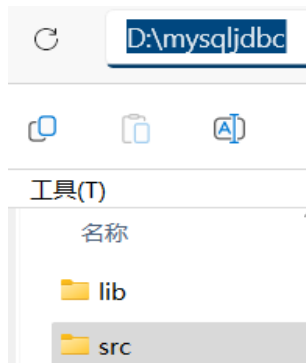 D:\mysqljdbc
工具(T)
名称
lib
src